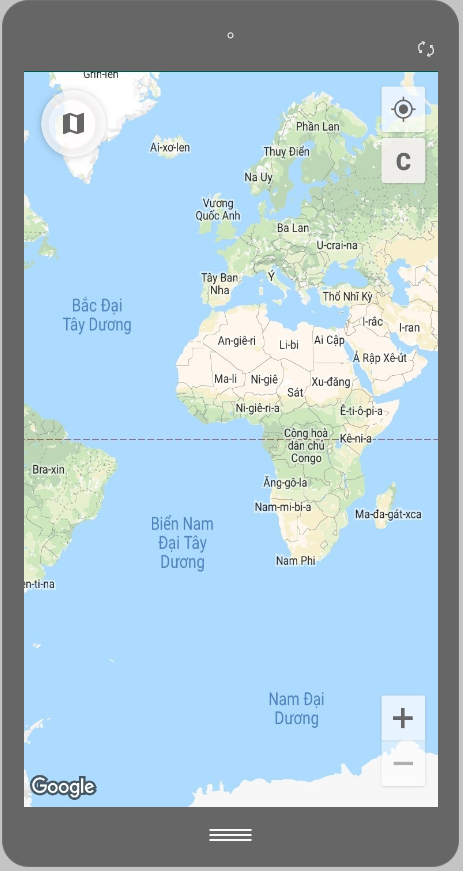 Grin-len
Phần Lan
C
Ai-xơ-len
Thuỵ Điển
Na Uy
Vương
Quốc Anh
Ba Lan
U-crai-na
Tây Ban
Nha
Ý
Thổ Nhĩ Kỳ
Bắc Đại
Tây Dương
I-rắc
I-ran
An-giê-ri
Li-bi
Ai Cập
Ả Rập Xê-út
Ma-li
Ni-giê
Sát
Xu-đăng
Ni-giê-ri-a
Ê-ti-ô-pi-a
Công hoà
dân chủ
Congo
Kê-ni-a
Bra-xin
Ăng-gô-la
Nam-mi-bi-a
Ma-đa-gát-xca
Biển Nam
Đại Tây
Dương
Nam Phi
en-ti-na
Nam Đại
Dương
Google